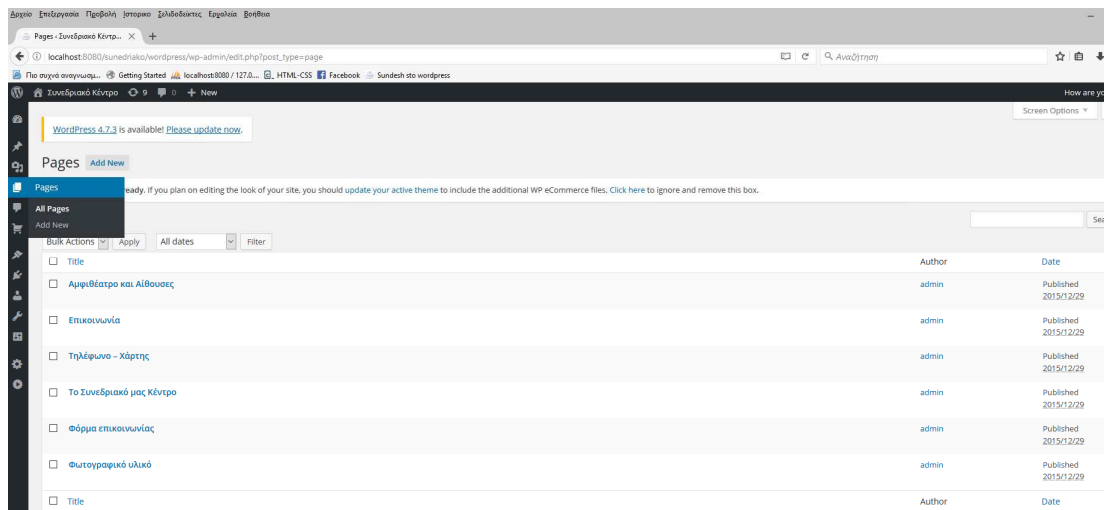 Αρχείο Επεξεργασία Προβολή Ιστορικο Σελιδοδείκτες Εργαλεία Βοήθεια
Pages ‹ Συνεδριακό Κέντρ...
localhost:8080/sunedriako/wordpress/wp-admin/edit.php?post_type=page
Αναζήτηση
Πιο συχνά αναγνωσμ... Getting Started localhost:8080 / 127.0.... HTML-CSS Facebook Sundesh sto wordpress
Συνεδριακό Κέντρο 9 0 + New How are yo
Screen Options
WordPress 4.7.3 is available! Please update now.
Pages Add New
Pages
eady. If you plan on editing the look of your site, you should update your active theme to include the additional WP eCommerce files. Click here to ignore and remove this box.
All Pages
Add New
Sea
Bulk Actions Apply All dates Filter
Title Author Date
Αμφιθέατρο και Αίθουσες admin Published
2015/12/29
Επικοινωνία admin Published
2015/12/29
Τηλέφωνο – Χάρτης admin Published
2015/12/29
Το Συνεδριακό μας Κέντρο admin Published
2015/12/29
Φόρμα επικοινωνίας admin Published
2015/12/29
Φωτογραφικό υλικό admin Published
2015/12/29
Title Author Date